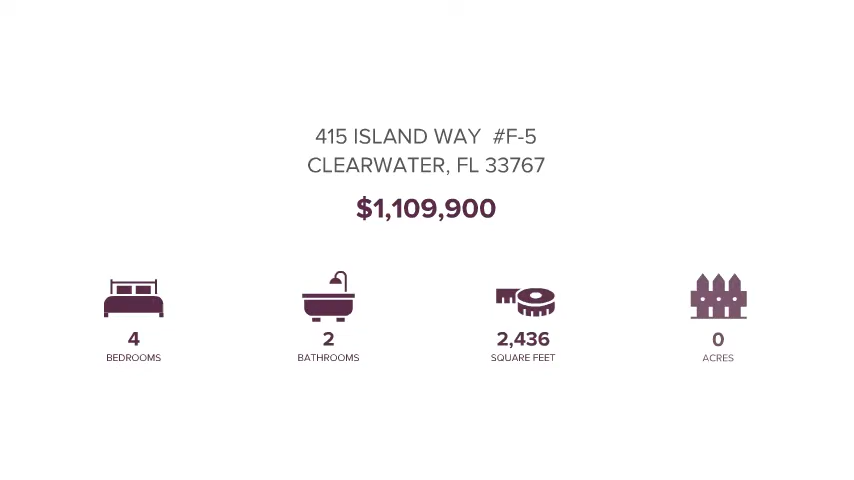 415 ISLAND WAY #F-5
CLEARWATER, FL 33767
$1,109,900
4
BEDROOMS
2
BATHROOMS
2,436
SQUARE FEET
0
ACRES